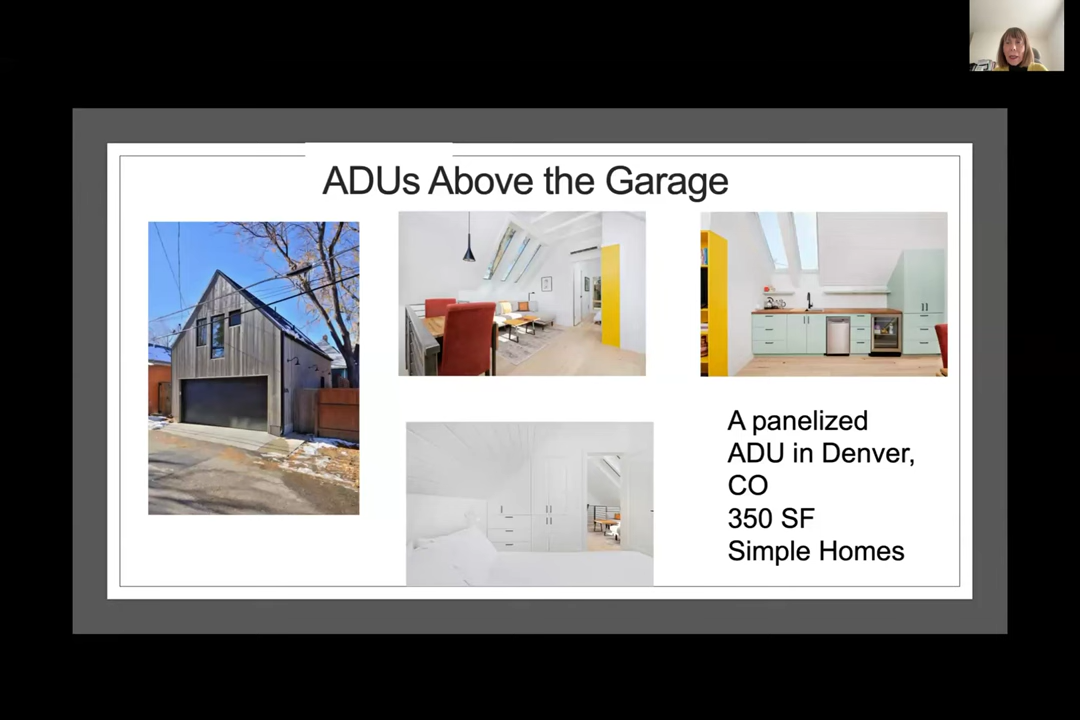 ADUs Above the Garage
A panelized
ADU in Denver,
CO
350 SF
Simple Homes